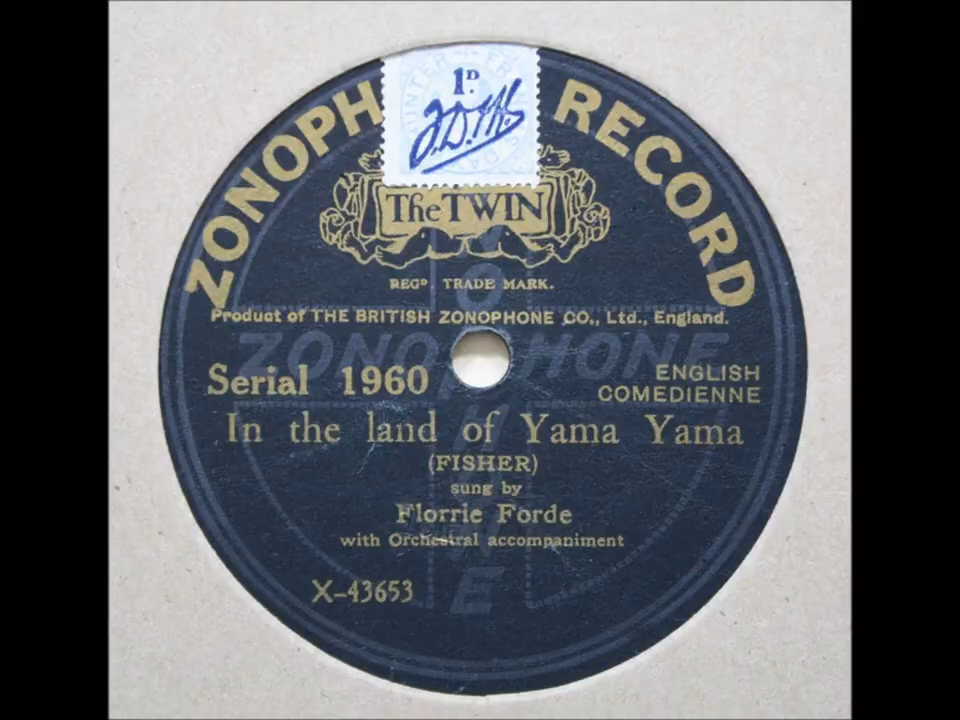 1D.
J.D.M.
ZONOPH RECORD
The TWIN
REGD. TRADE MARK.
Product of THE BRITISH ZONOPHONE CO., Ltd., England.
ZONOPHONE
Serial 1960
ENGLISH
COMEDIENNE
In the land of Yama Yama
(FISHER)
sung by
Florrie Forde
with Orchestral accompaniment
X-43653